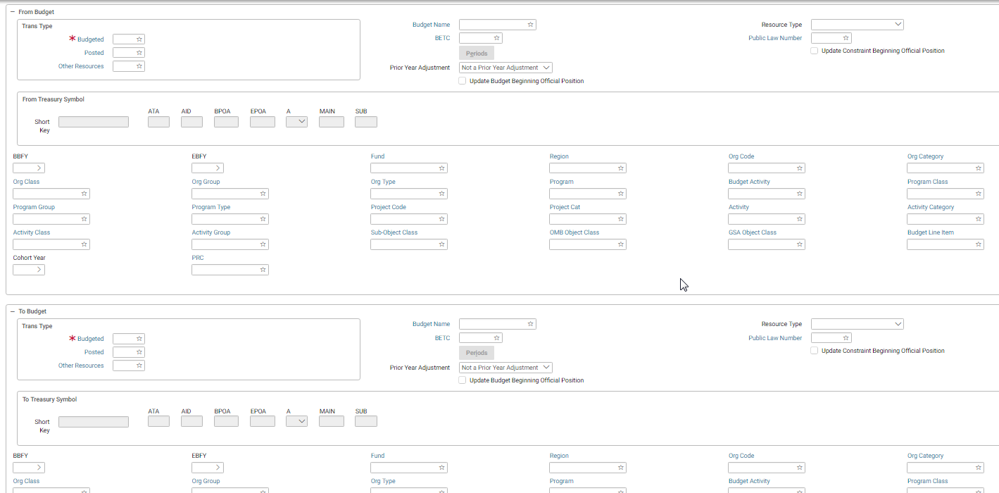 From Budget
Trans Type
Budgeted
Posted
Other Resources
Budget Name
BETC
Periods
Prior Year Adjustment Not a Prior Year Adjustment
Update Budget Beginning Official Position
Resource Type
Public Law Number
Update Constraint Beginning Official Position
From Treasury Symbol
Short Key
ATA AID BPOA EPOA A MAIN SUB
BBFY EBFY Fund Region Org Code Org Category
Org Class Org Group Org Type Program Budget Activity Program Class
Program Group Program Type Project Code Project Cat Activity Activity Category
Activity Class Activity Group Sub-Object Class OMB Object Class GSA Object Class Budget Line Item
Cohort Year PRC
To Budget
Trans Type
Budgeted
Posted
Other Resources
Budget Name
BETC
Periods
Prior Year Adjustment Not a Prior Year Adjustment
Update Budget Beginning Official Position
Resource Type
Public Law Number
Update Constraint Beginning Official Position
To Treasury Symbol
Short Key
ATA AID BPOA EPOA A MAIN SUB
BBFY EBFY Fund Region Org Code Org Category
Org Class Org Group Org Type Program Budget Activity Program Class